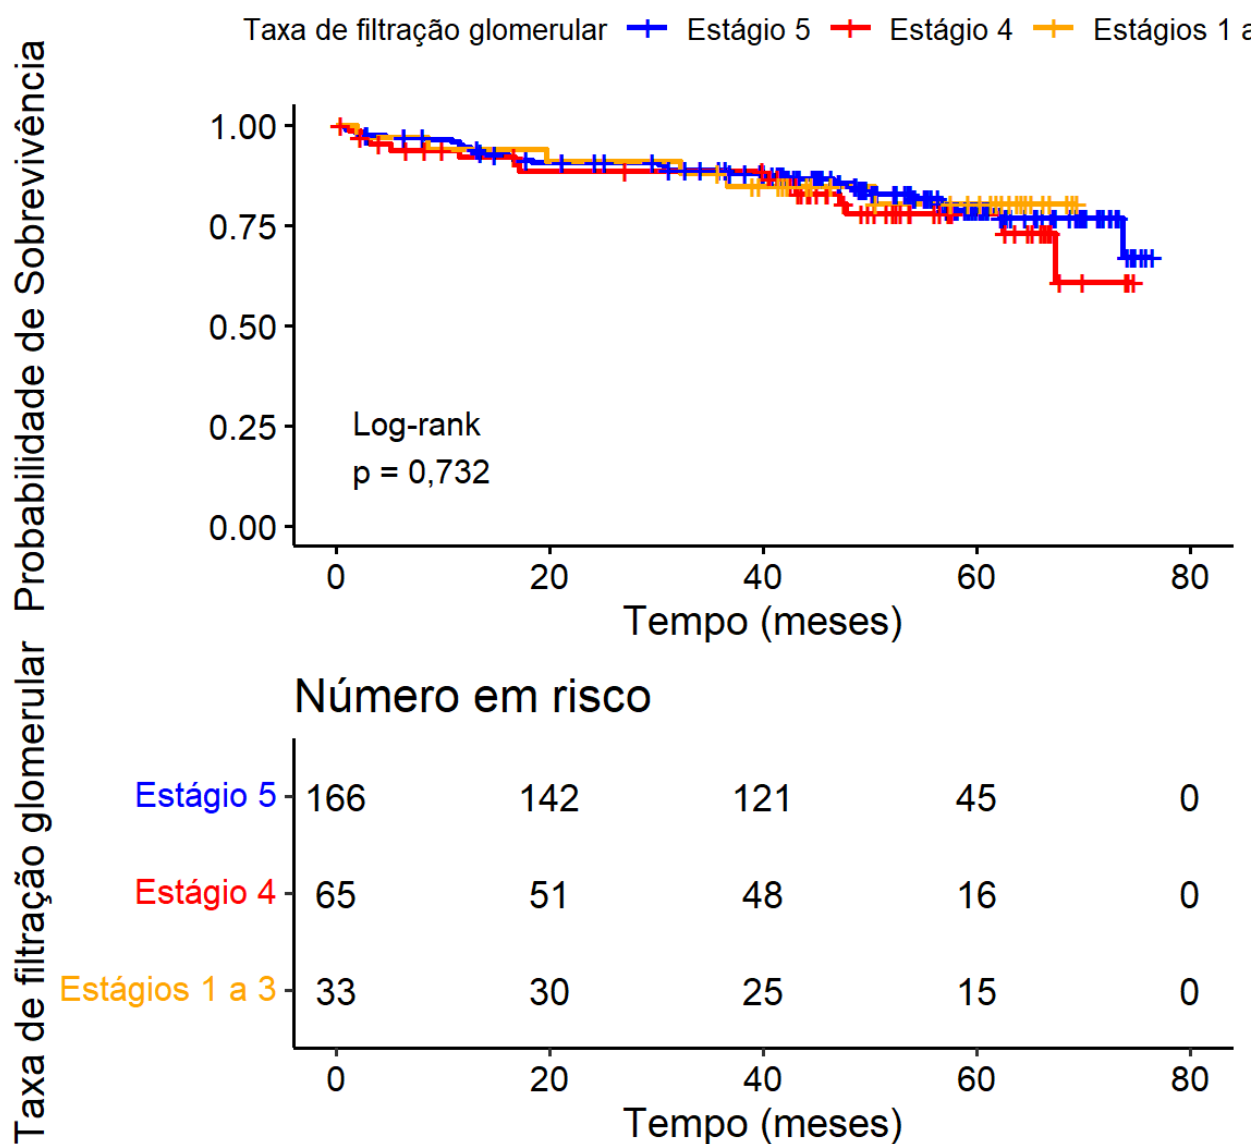 Taxa de filtração glomerular Estágio 5 Estágio 4 Estágios 1 a
Probabilidade de Sobrevivência
1.00
0.75
0.50
0.25
0.00
Log-rank
p = 0,732
0 20 40 60 80
Tempo (meses)
Número em risco
Taxa de filtração glomerular
Estágio 5 166 142 121 45 0
Estágio 4 65 51 48 16 0
Estágios 1 a 3 33 30 25 15 0
0 20 40 60 80
Tempo (meses)